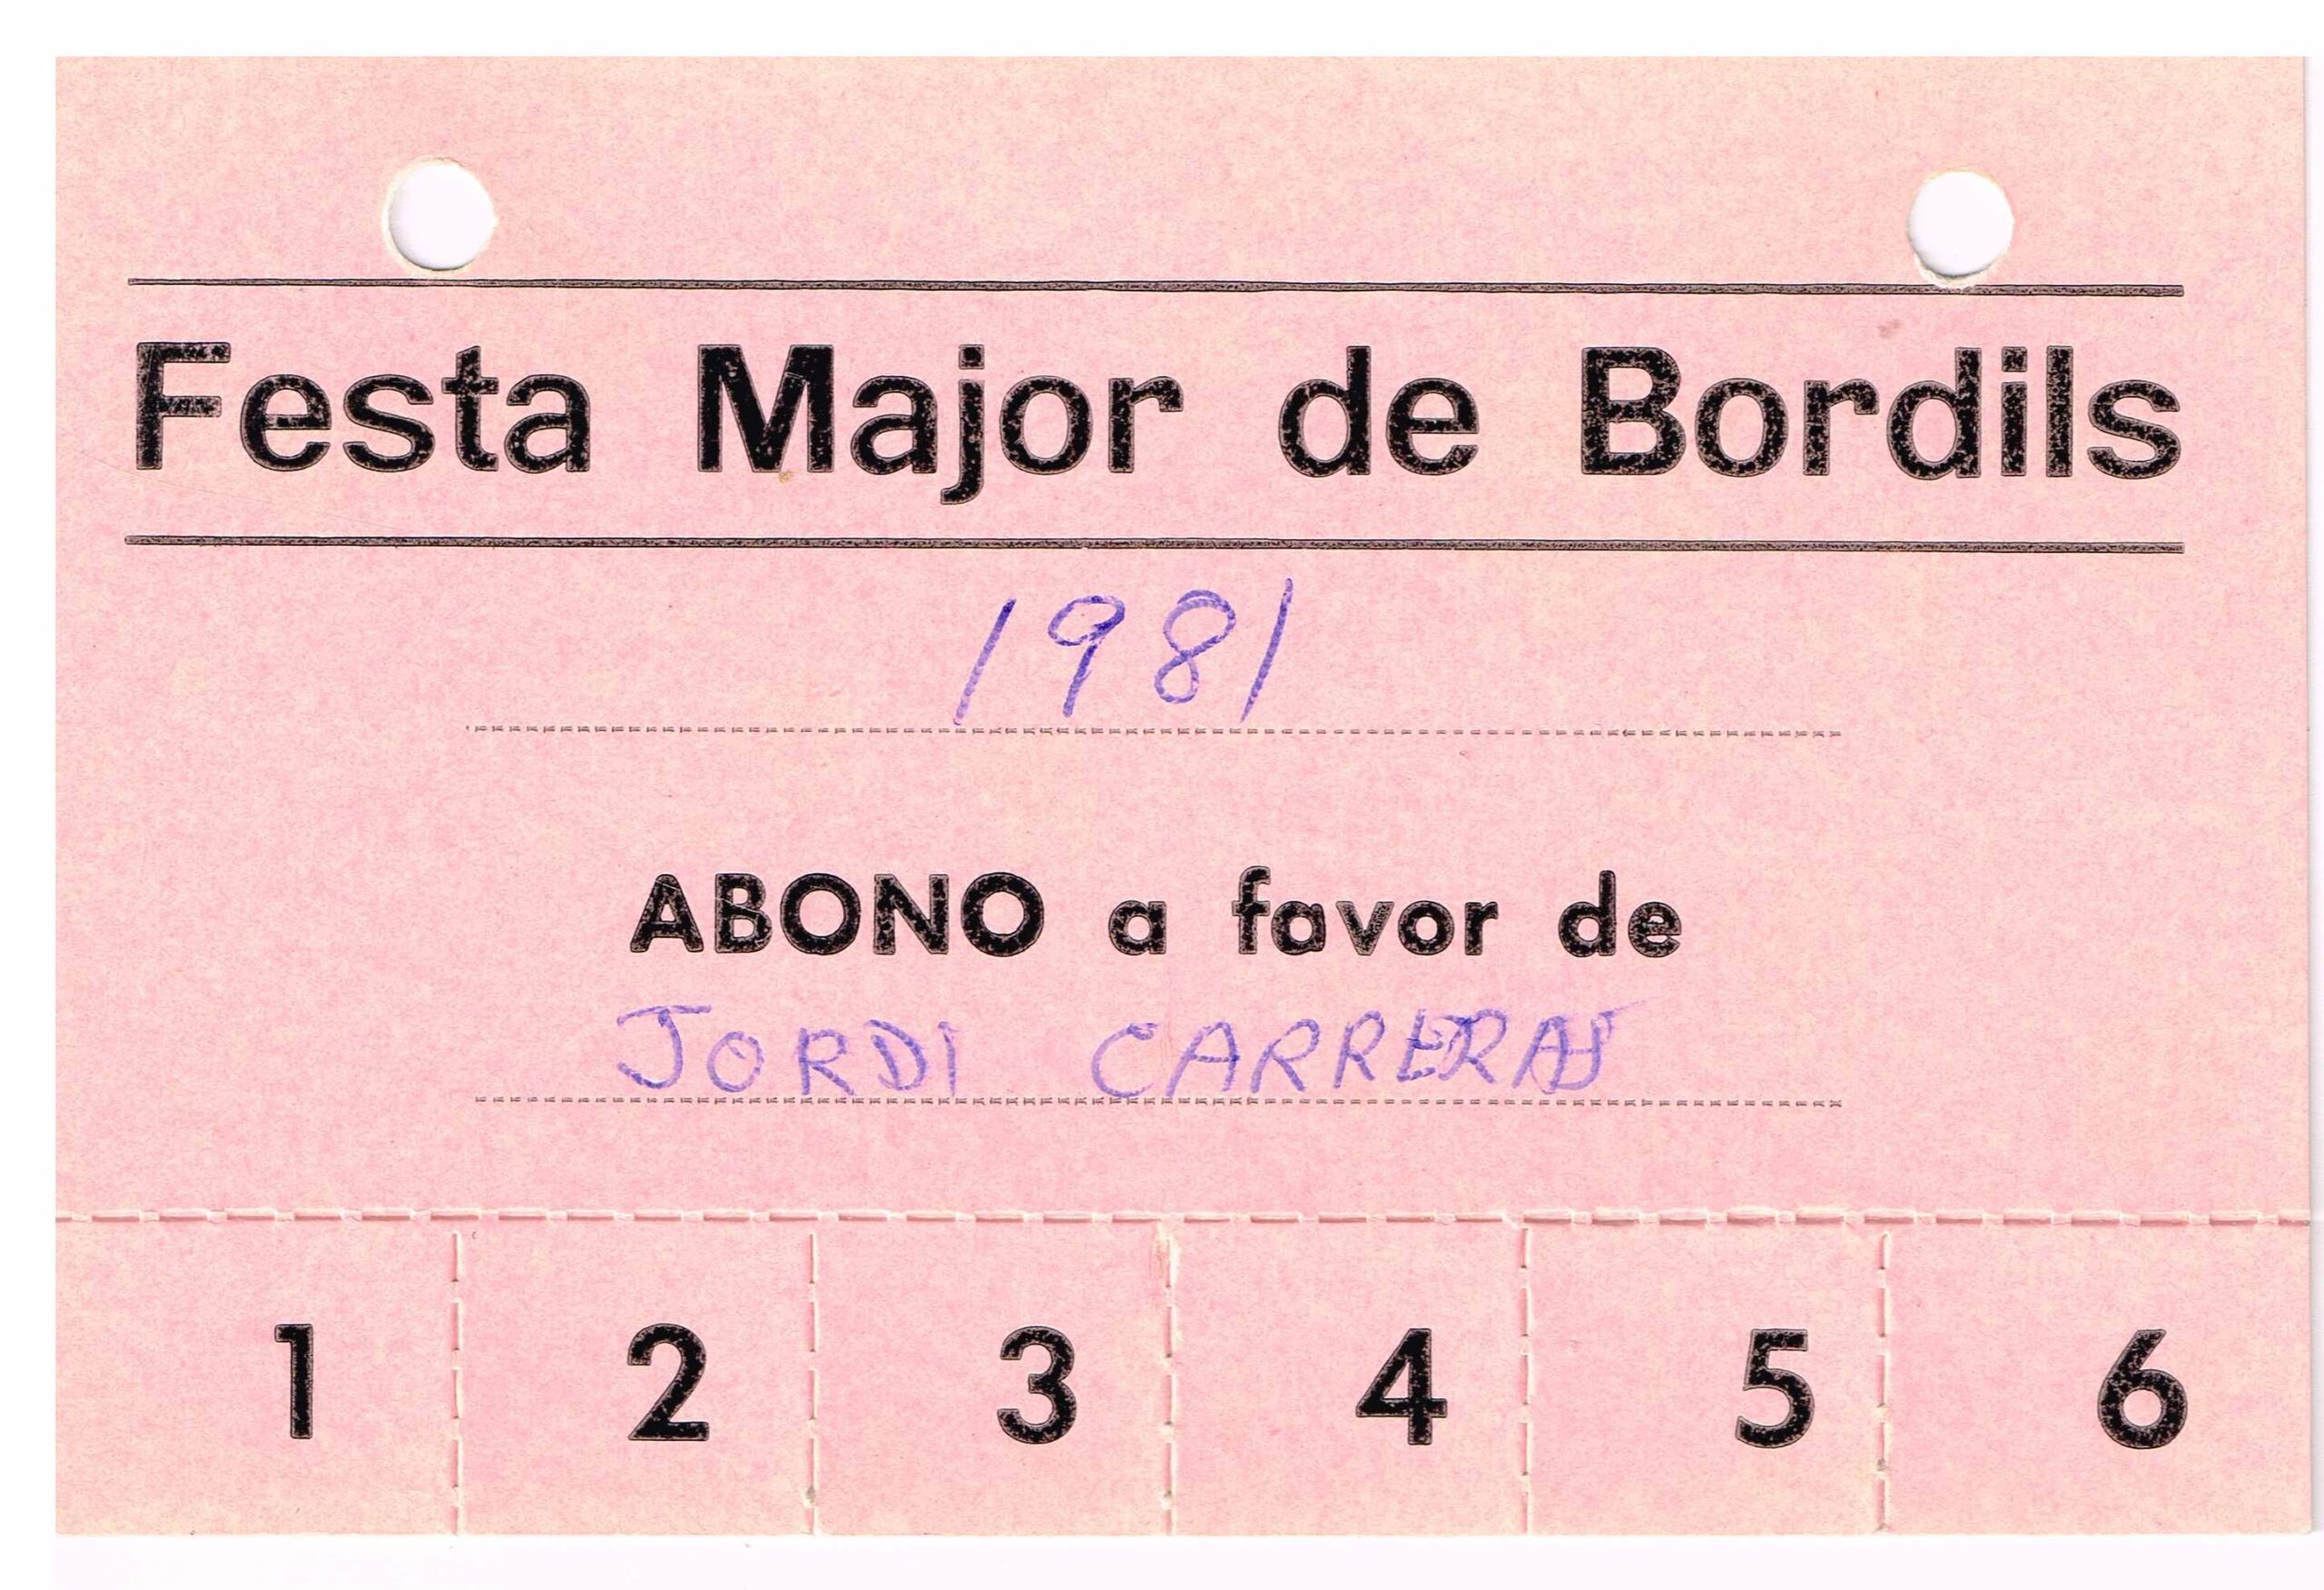 Festa Major de Bordils
1981
ABONO a favor de
JORDI CARRERAS
1 2 3 4 5 6